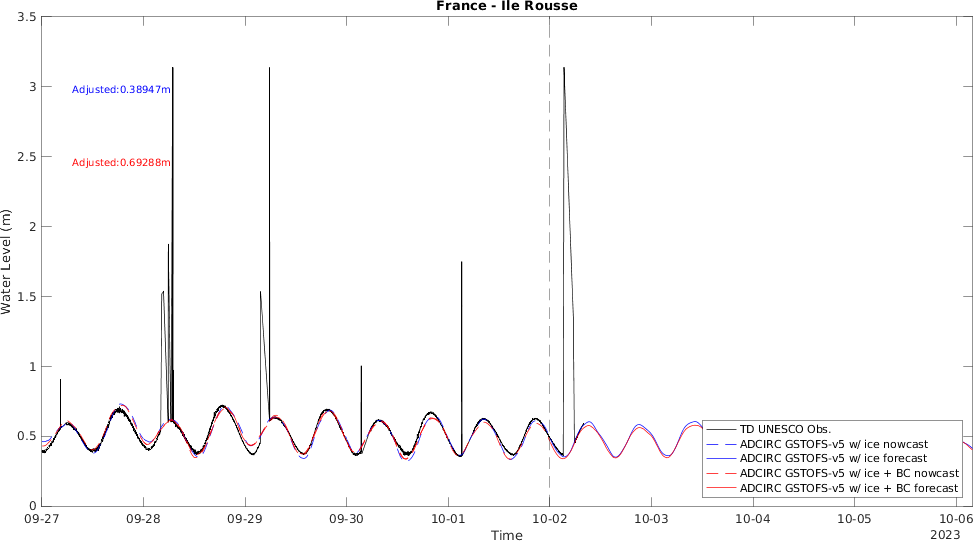 France - Ile Rousse
3.5
3
2.5
2
1.5
1
0.5
0
Water Level (m)
Adjusted:0.38947m
Adjusted:0.69288m
TD UNESCO Obs.
ADCIRC GSTOFS-v5 w/ ice nowcast
ADCIRC GSTOFS-v5 w/ ice forecast
ADCIRC GSTOFS-v5 w/ ice + BC nowcast
ADCIRC GSTOFS-v5 w/ ice + BC forecast
09-27 09-28 09-29 09-30 10-01 10-02 10-03 10-04 10-05 10-06
2023
Time